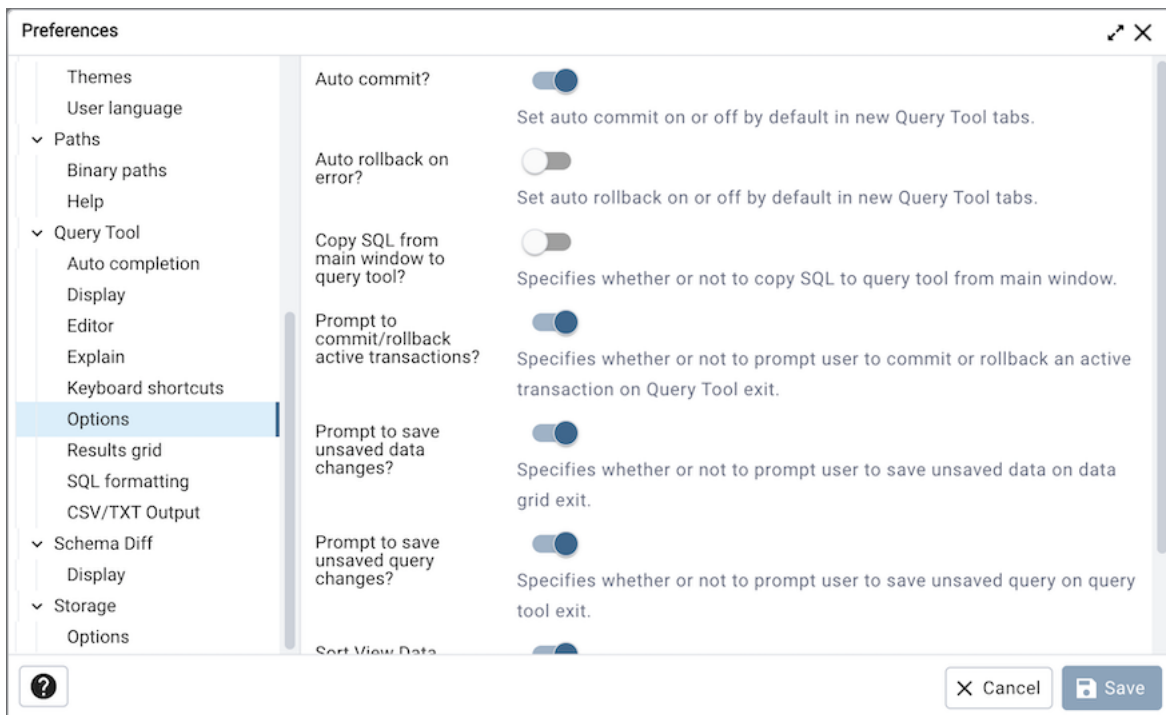 Preferences
Themes
User language
Paths
Binary paths
Help
Query Tool
Auto completion
Display
Editor
Explain
Keyboard shortcuts
Options
Results grid
SQL formatting
CSV/TXT Output
Schema Diff
Display
Storage
Options
Auto commit?
Set auto commit on or off by default in new Query Tool tabs.
Auto rollback on
error?
Set auto rollback on or off by default in new Query Tool tabs.
Copy SQL from
main window to
query tool?
Specifies whether or not to copy SQL to query tool from main window.
Prompt to
commit/rollback
active transactions?
Specifies whether or not to prompt user to commit or rollback an active
transaction on Query Tool exit.
Prompt to save
unsaved data
changes?
Specifies whether or not to prompt user to save unsaved data on data
grid exit.
Prompt to save
unsaved query
changes?
Specifies whether or not to prompt user to save unsaved query on query
tool exit.
Sort View Data
?
Cancel
Save